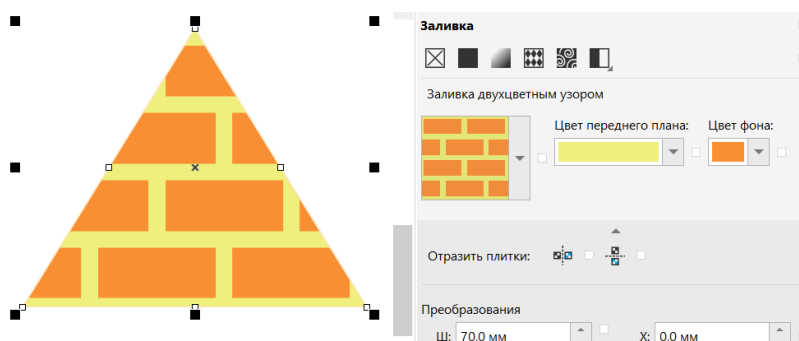 Заливка
Заливка двухцветным узором
Цвет переднего плана: Цвет фона:
Отразить плитки:
Преобразования
Ш: 70.0 мм X: 0.0 мм